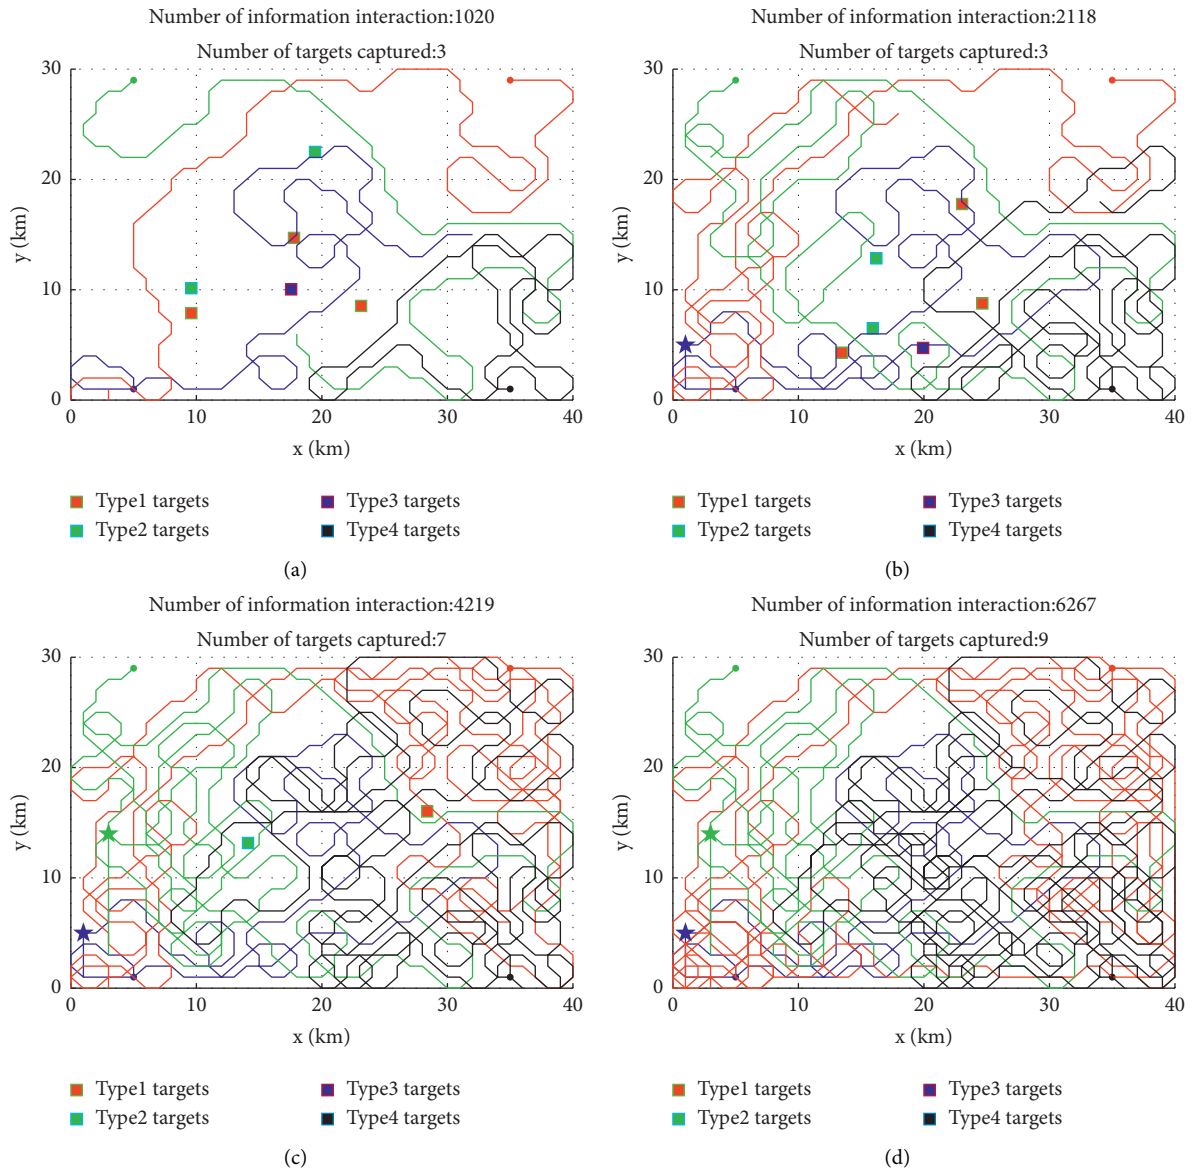 Number of information interaction:1020
Number of targets captured:3
30
20
10
0
y (km)
0 10 20 30 40
x (km)
Type1 targets Type3 targets
Type2 targets Type4 targets
(a)
Number of information interaction:2118
Number of targets captured:3
30
20
10
0
y (km)
0 10 20 30 40
x (km)
Type1 targets Type3 targets
Type2 targets Type4 targets
(b)
Number of information interaction:4219
Number of targets captured:7
30
20
10
0
y (km)
0 10 20 30 40
x (km)
Type1 targets Type3 targets
Type2 targets Type4 targets
(c)
Number of information interaction:6267
Number of targets captured:9
30
20
10
0
y (km)
0 10 20 30 40
x (km)
Type1 targets Type3 targets
Type2 targets Type4 targets
(d)